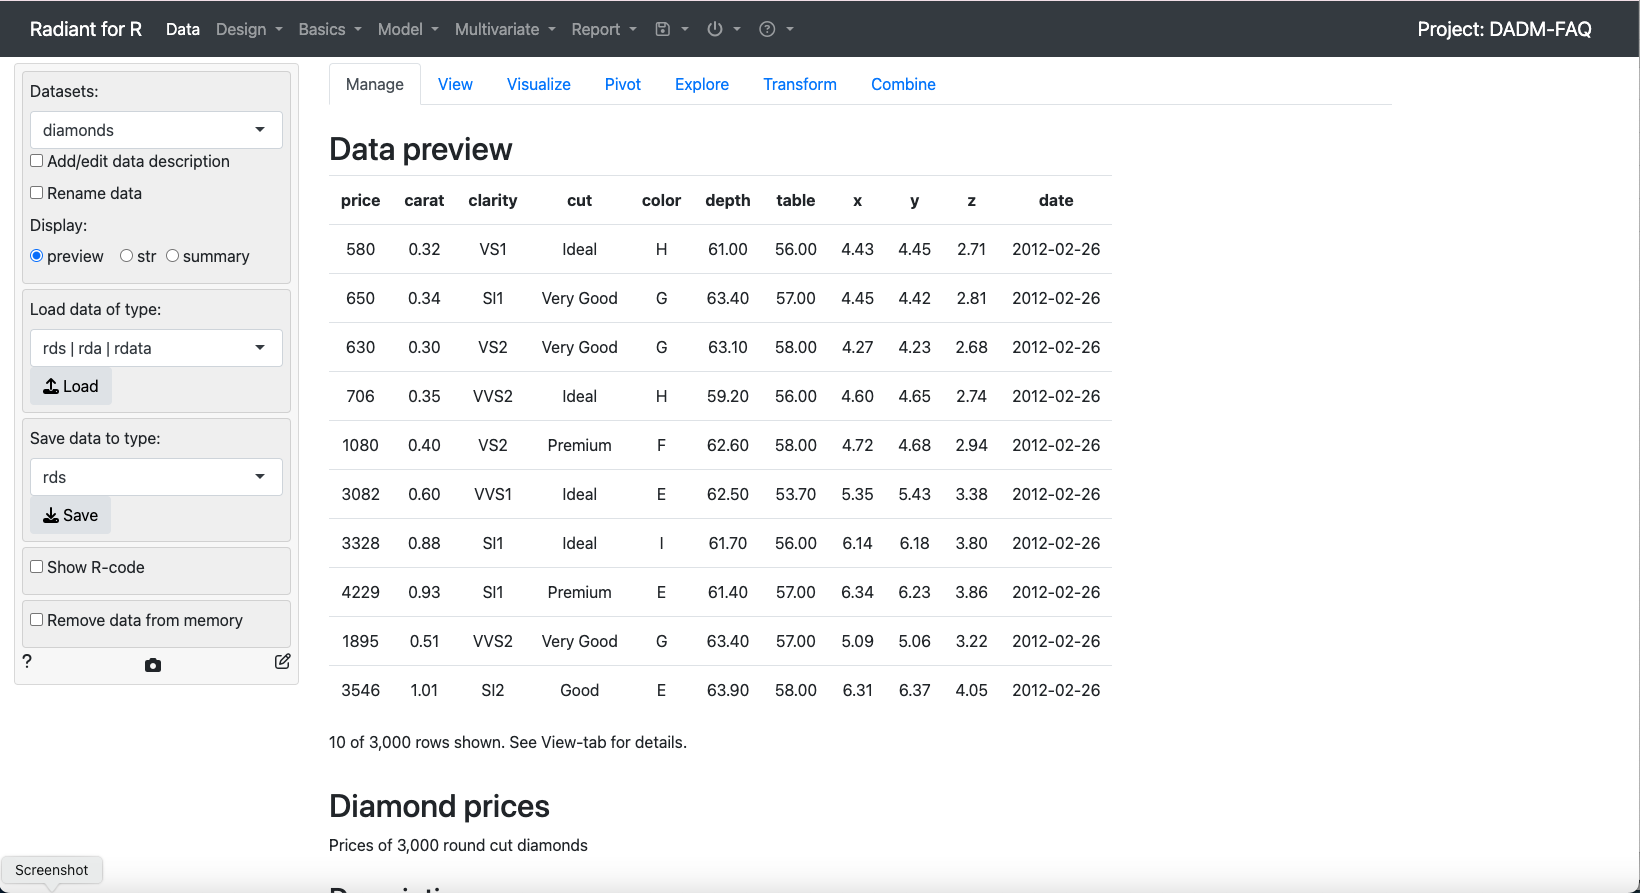 Radiant for R Data Design Basics Model Multivariate Report Project: DADM-FAQ
Datasets:
diamonds
Add/edit data description
Rename data
Display:
preview str summary
Load data of type:
rds | rda | rdata
Load
Save data to type:
rds
Save
Show R-code
Remove data from memory
?
Manage View Visualize Pivot Explore Transform Combine
Data preview
price carat clarity cut color depth table x y z date
580 0.32 VS1 Ideal H 61.00 56.00 4.43 4.45 2.71 2012-02-26
650 0.34 SI1 Very Good G 63.40 57.00 4.45 4.42 2.81 2012-02-26
630 0.30 VS2 Very Good G 63.10 58.00 4.27 4.23 2.68 2012-02-26
706 0.35 VVS2 Ideal H 59.20 56.00 4.60 4.65 2.74 2012-02-26
1080 0.40 VS2 Premium F 62.60 58.00 4.72 4.68 2.94 2012-02-26
3082 0.60 VVS1 Ideal E 62.50 53.70 5.35 5.43 3.38 2012-02-26
3328 0.88 SI1 Ideal I 61.70 56.00 6.14 6.18 3.80 2012-02-26
4229 0.93 SI1 Premium E 61.40 57.00 6.34 6.23 3.86 2012-02-26
1895 0.51 VVS2 Very Good G 63.40 57.00 5.09 5.06 3.22 2012-02-26
3546 1.01 SI2 Good E 63.90 58.00 6.31 6.37 4.05 2012-02-26
10 of 3,000 rows shown. See View-tab for details.
Diamond prices
Prices of 3,000 round cut diamonds
Screenshot